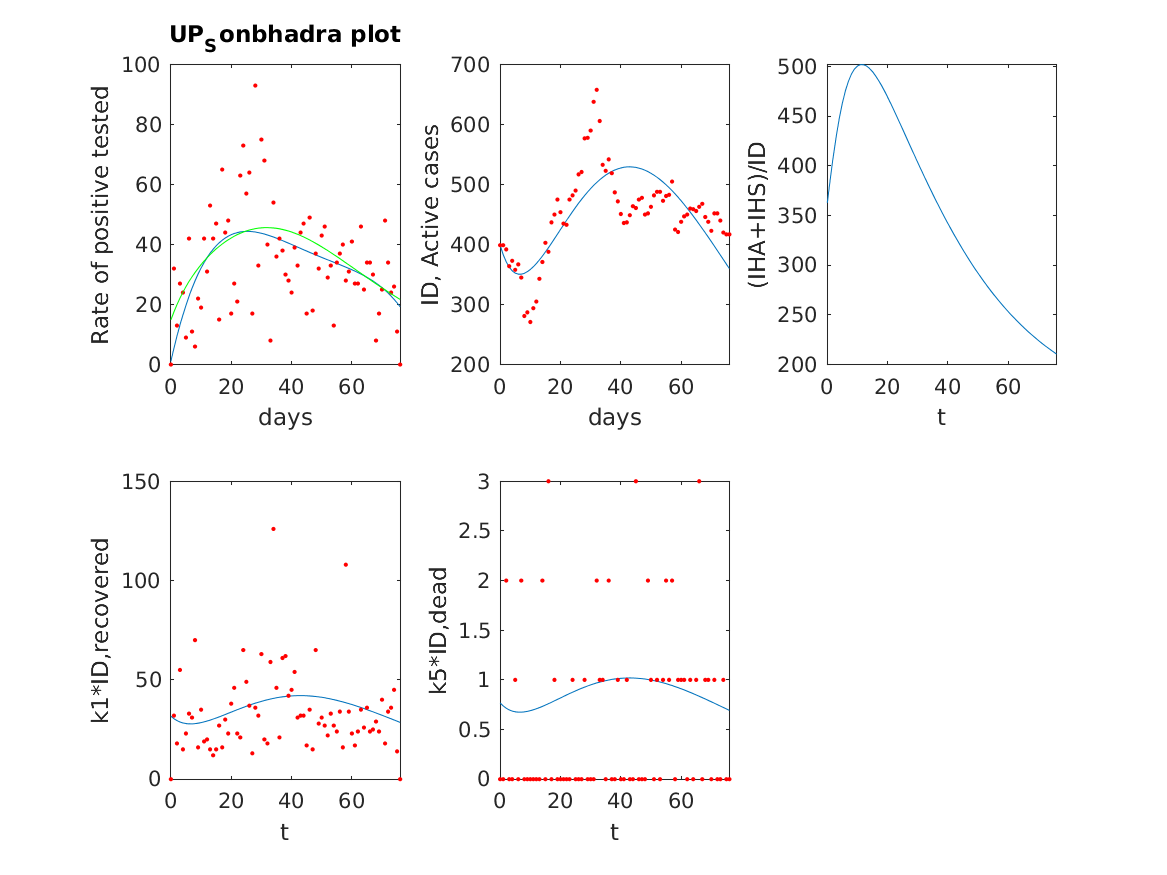 UPSonbhadra plot
100
80
60
40
20
0
0 20 40 60
Rate of positive tested
days
700
600
500
400
300
200
0 20 40 60
ID, Active cases
days
500
450
400
350
300
250
200
0 20 40 60
(IHA+IHS)/ID
t
150
100
50
0
0 20 40 60
k1*ID,recovered
t
3
2.5
2
1.5
1
0.5
0
0 20 40 60
k5*ID,dead
t